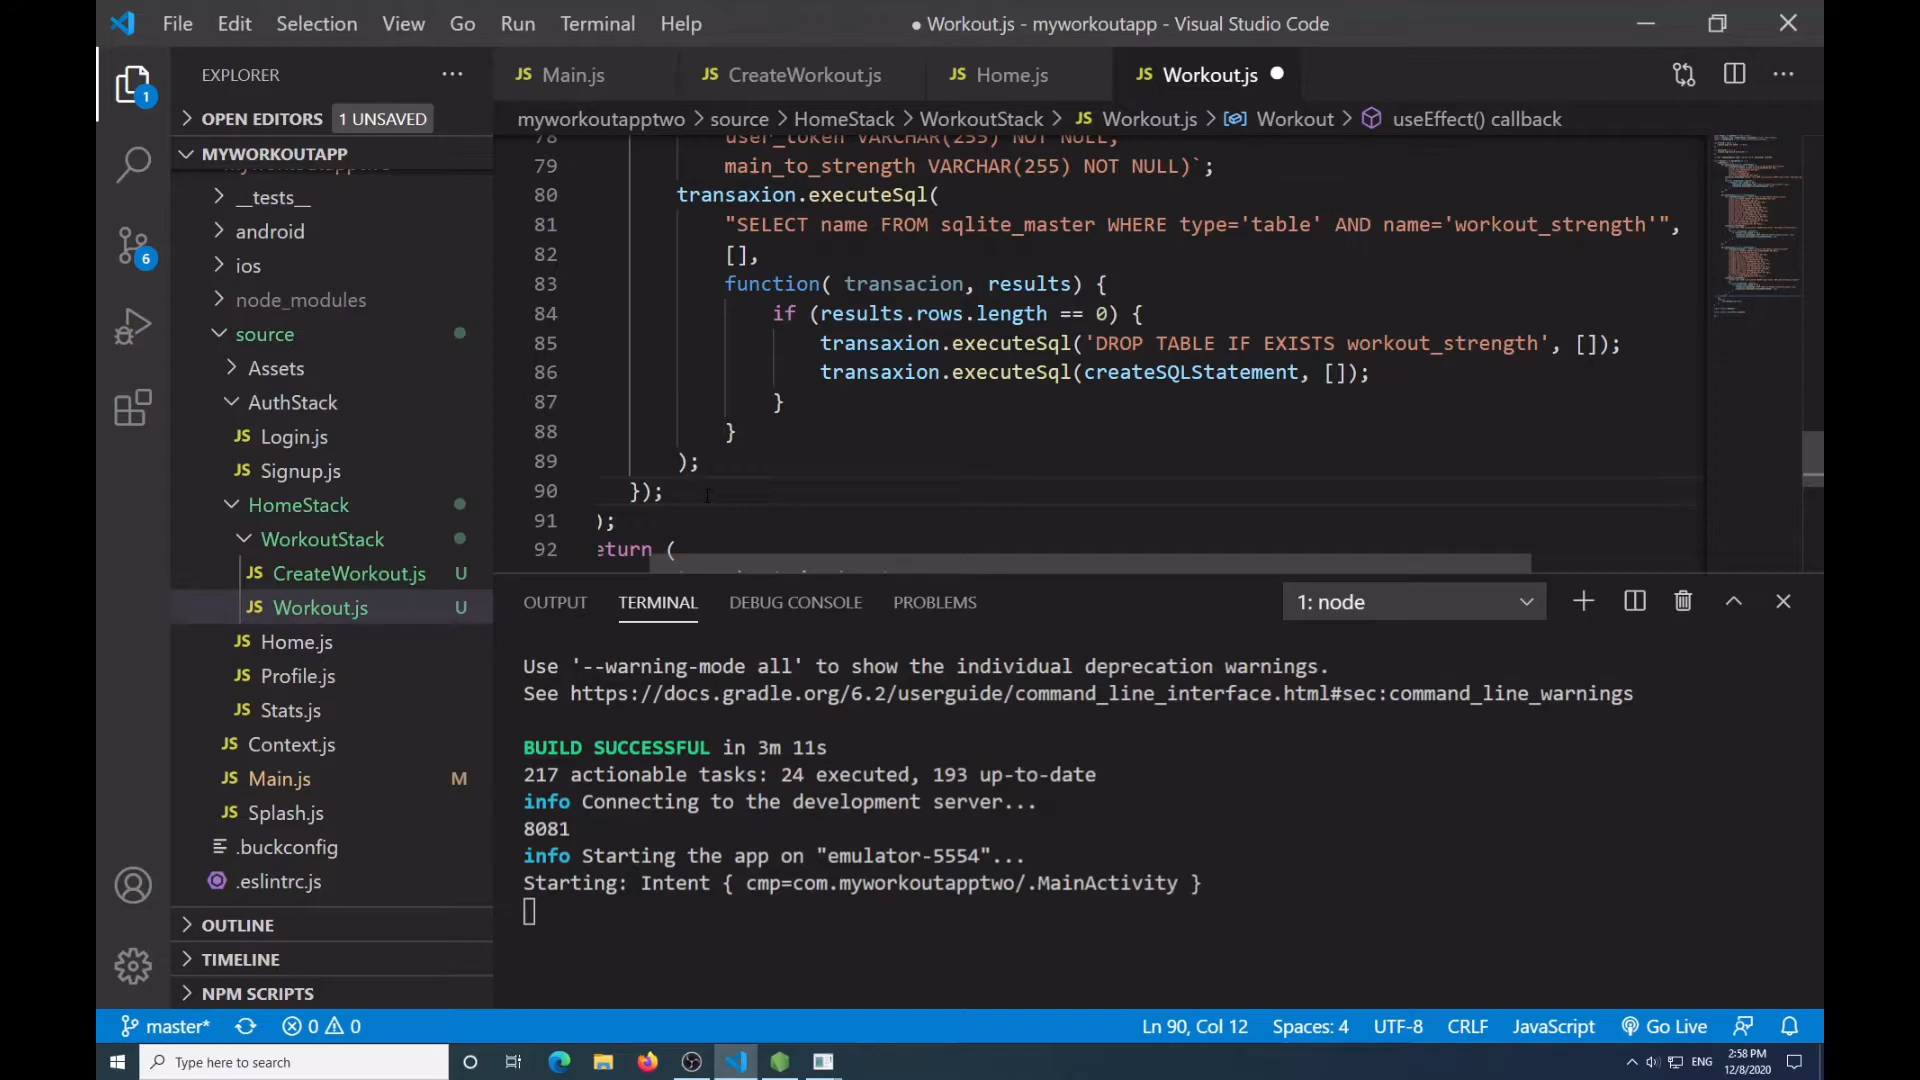 File Edit Selection View Go Run Terminal Help
● Workout.js - myworkoutapp - Visual Studio Code
EXPLORER
OPEN EDITORS 1 UNSAVED
MYWORKOUTAPP
__tests__
android
ios
node_modules
source
Assets
AuthStack
JS Login.js
JS Signup.js
HomeStack
WorkoutStack
JS CreateWorkout.js U
JS Workout.js U
JS Home.js
JS Profile.js
JS Stats.js
JS Context.js
JS Main.js M
JS Splash.js
.buckconfig
.eslintrc.js
OUTLINE
TIMELINE
NPM SCRIPTS
1
6
JS Main.js JS CreateWorkout.js JS Home.js JS Workout.js
myworkoutapptwo > source > HomeStack > WorkoutStack > JS Workout.js > Workout > useEffect() callback
78 user_token VARCHAR(255) NOT NULL,
79 main_to_strength VARCHAR(255) NOT NULL)`;
80 transaxion.executeSql(
81 "SELECT name FROM sqlite_master WHERE type='table' AND name='workout_strength'",
82 [],
83 function( transacion, results) {
84 if (results.rows.length == 0) {
85 transaxion.executeSql('DROP TABLE IF EXISTS workout_strength', []);
86 transaxion.executeSql(createSQLStatement, []);
87 }
88 }
89 );
90 });
91 );
92 eturn (
OUTPUT TERMINAL DEBUG CONSOLE PROBLEMS 1: node
Use '--warning-mode all' to show the individual deprecation warnings.
See https://docs.gradle.org/6.2/userguide/command_line_interface.html#sec:command_line_warnings
BUILD SUCCESSFUL in 3m 11s
217 actionable tasks: 24 executed, 193 up-to-date
info Connecting to the development server...
8081
info Starting the app on "emulator-5554"...
Starting: Intent { cmp=com.myworkoutapptwo/.MainActivity }
master* 0 0 Ln 90, Col 12 Spaces: 4 UTF-8 CRLF JavaScript Go Live
Type here to search ENG 2:58 PM
12/8/2020